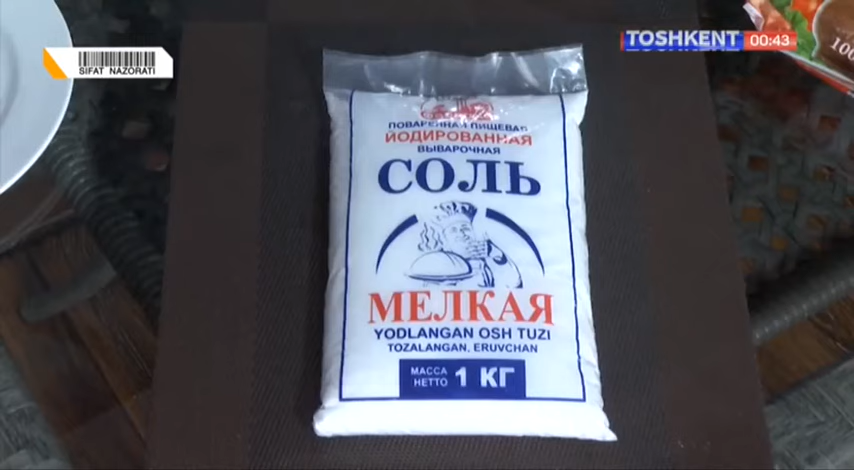 SIFAT NAZORATI
TOSHKENT
00:43
100
ПОВАРЕННАЯ ПИЩЕВАЯ
ЙОДИРОВАННАЯ
ВЫВАРОЧНАЯ
СОЛЬ
МЕЛКАЯ
YODLANGAN OSH TUZI
TOZALANGAN, ERUVCHAN
МАССА
НЕТТО
1 КГ